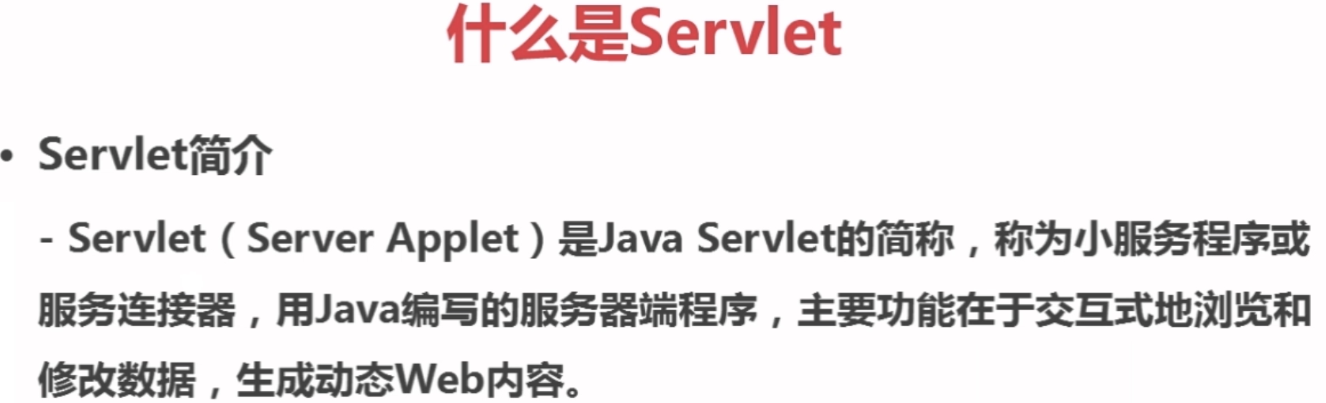 什么是Servlet
• Servlet简介
- Servlet（Server Applet）是Java Servlet的简称，称为小服务程序或
服务连接器，用Java编写的服务器端程序，主要功能在于交互式地浏览和
修改数据，生成动态Web内容。